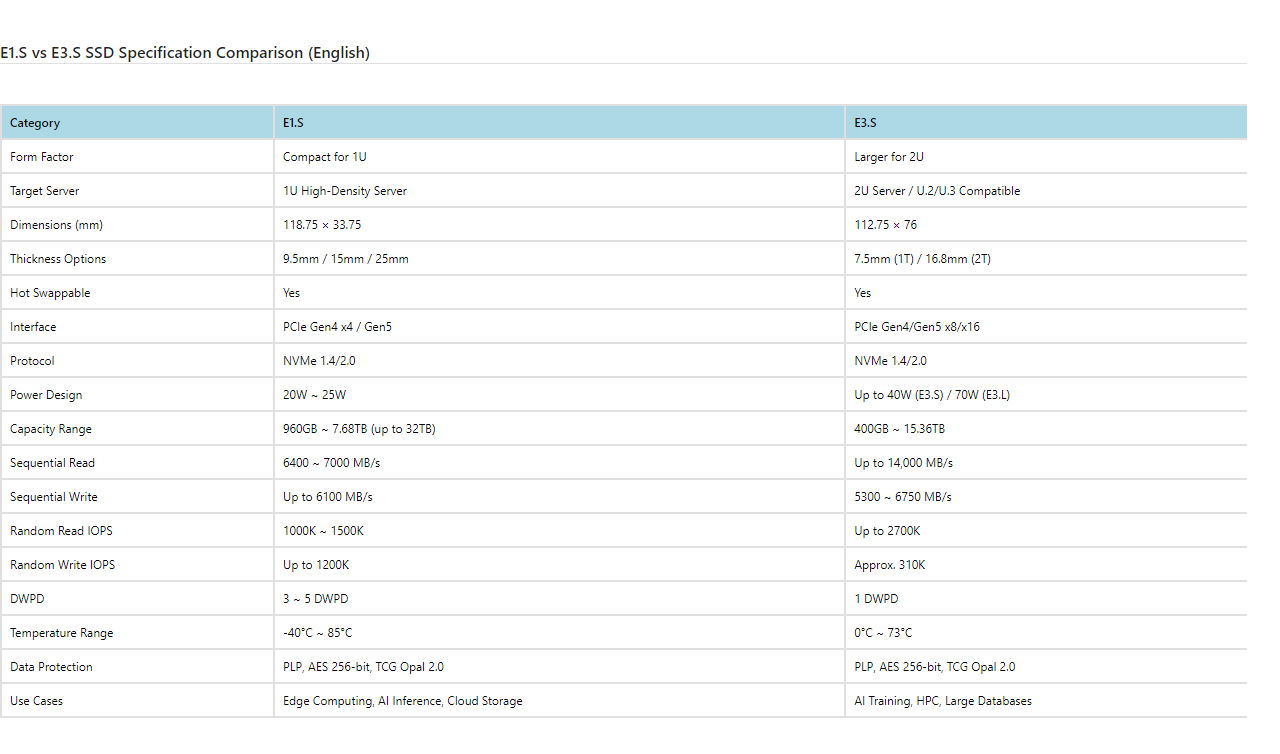 E1.S vs E3.S SSD Specification Comparison (English)
Category E1.S E3.S
Form Factor Compact for 1U Larger for 2U
Target Server 1U High-Density Server 2U Server / U.2/U.3 Compatible
Dimensions (mm) 118.75 × 33.75 112.75 × 76
Thickness Options 9.5mm / 15mm / 25mm 7.5mm (1T) / 16.8mm (2T)
Hot Swappable Yes Yes
Interface PCIe Gen4 x4 / Gen5 PCIe Gen4/Gen5 x8/x16
Protocol NVMe 1.4/2.0 NVMe 1.4/2.0
Power Design 20W ~ 25W Up to 40W (E3.S) / 70W (E3.L)
Capacity Range 960GB ~ 7.68TB (up to 32TB) 400GB ~ 15.36TB
Sequential Read 6400 ~ 7000 MB/s Up to 14,000 MB/s
Sequential Write Up to 6100 MB/s 5300 ~ 6750 MB/s
Random Read IOPS 1000K ~ 1500K Up to 2700K
Random Write IOPS Up to 1200K Approx. 310K
DWPD 3 ~ 5 DWPD 1 DWPD
Temperature Range -40°C ~ 85°C 0°C ~ 73°C
Data Protection PLP, AES 256-bit, TCG Opal 2.0 PLP, AES 256-bit, TCG Opal 2.0
Use Cases Edge Computing, AI Inference, Cloud Storage AI Training, HPC, Large Databases